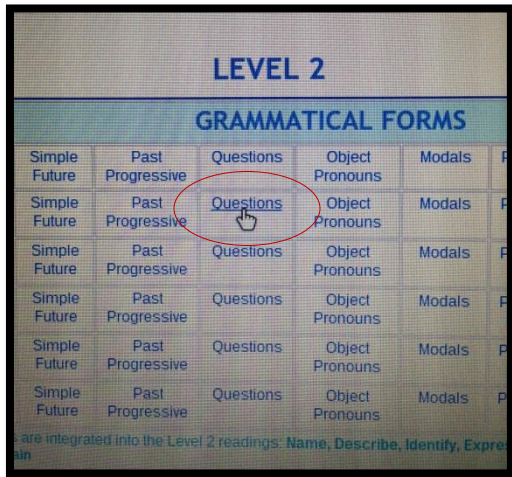 LEVEL 2
GRAMMATICAL FORMS
Simple Past Questions Object Modals
Future Progressive Pronouns
Simple Past Questions Object Modals
Future Progressive Pronouns
Simple Past Questions Object Modals
Future Progressive Pronouns
Simple Past Questions Object Modals
Future Progressive Pronouns
Simple Past Questions Object Modals
Future Progressive Pronouns
Simple Past Questions Object Modals
Future Progressive Pronouns
are integrated into the Level 2 readings: Name, Describe, Identify,